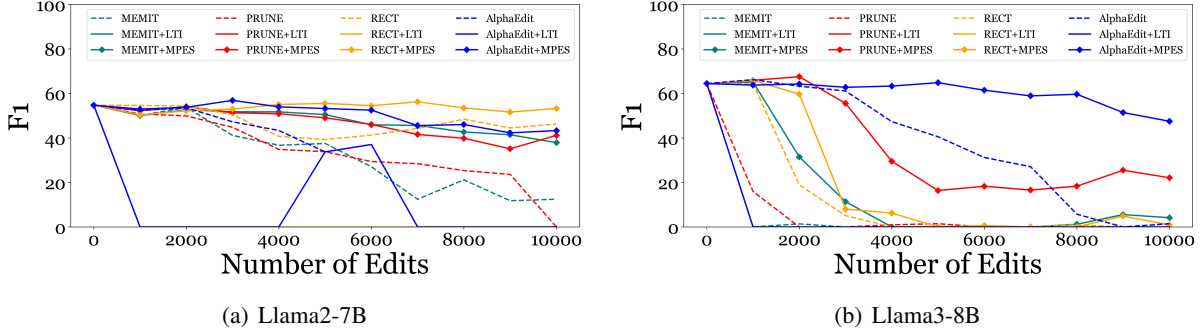 100
80
60
40
20
0
F1
MEMIT PRUNE RECT AlphaEdit
MEMIT+LTI PRUNE+LTI RECT+LTI AlphaEdit+LTI
MEMIT+MPES PRUNE+MPES RECT+MPES AlphaEdit+MPES
0 2000 4000 6000 8000 10000
Number of Edits
(a) Llama2-7B
100
80
60
40
20
0
F1
MEMIT PRUNE RECT AlphaEdit
MEMIT+LTI PRUNE+LTI RECT+LTI AlphaEdit+LTI
MEMIT+MPES PRUNE+MPES RECT+MPES AlphaEdit+MPES
0 2000 4000 6000 8000 10000
Number of Edits
(b) Llama3-8B